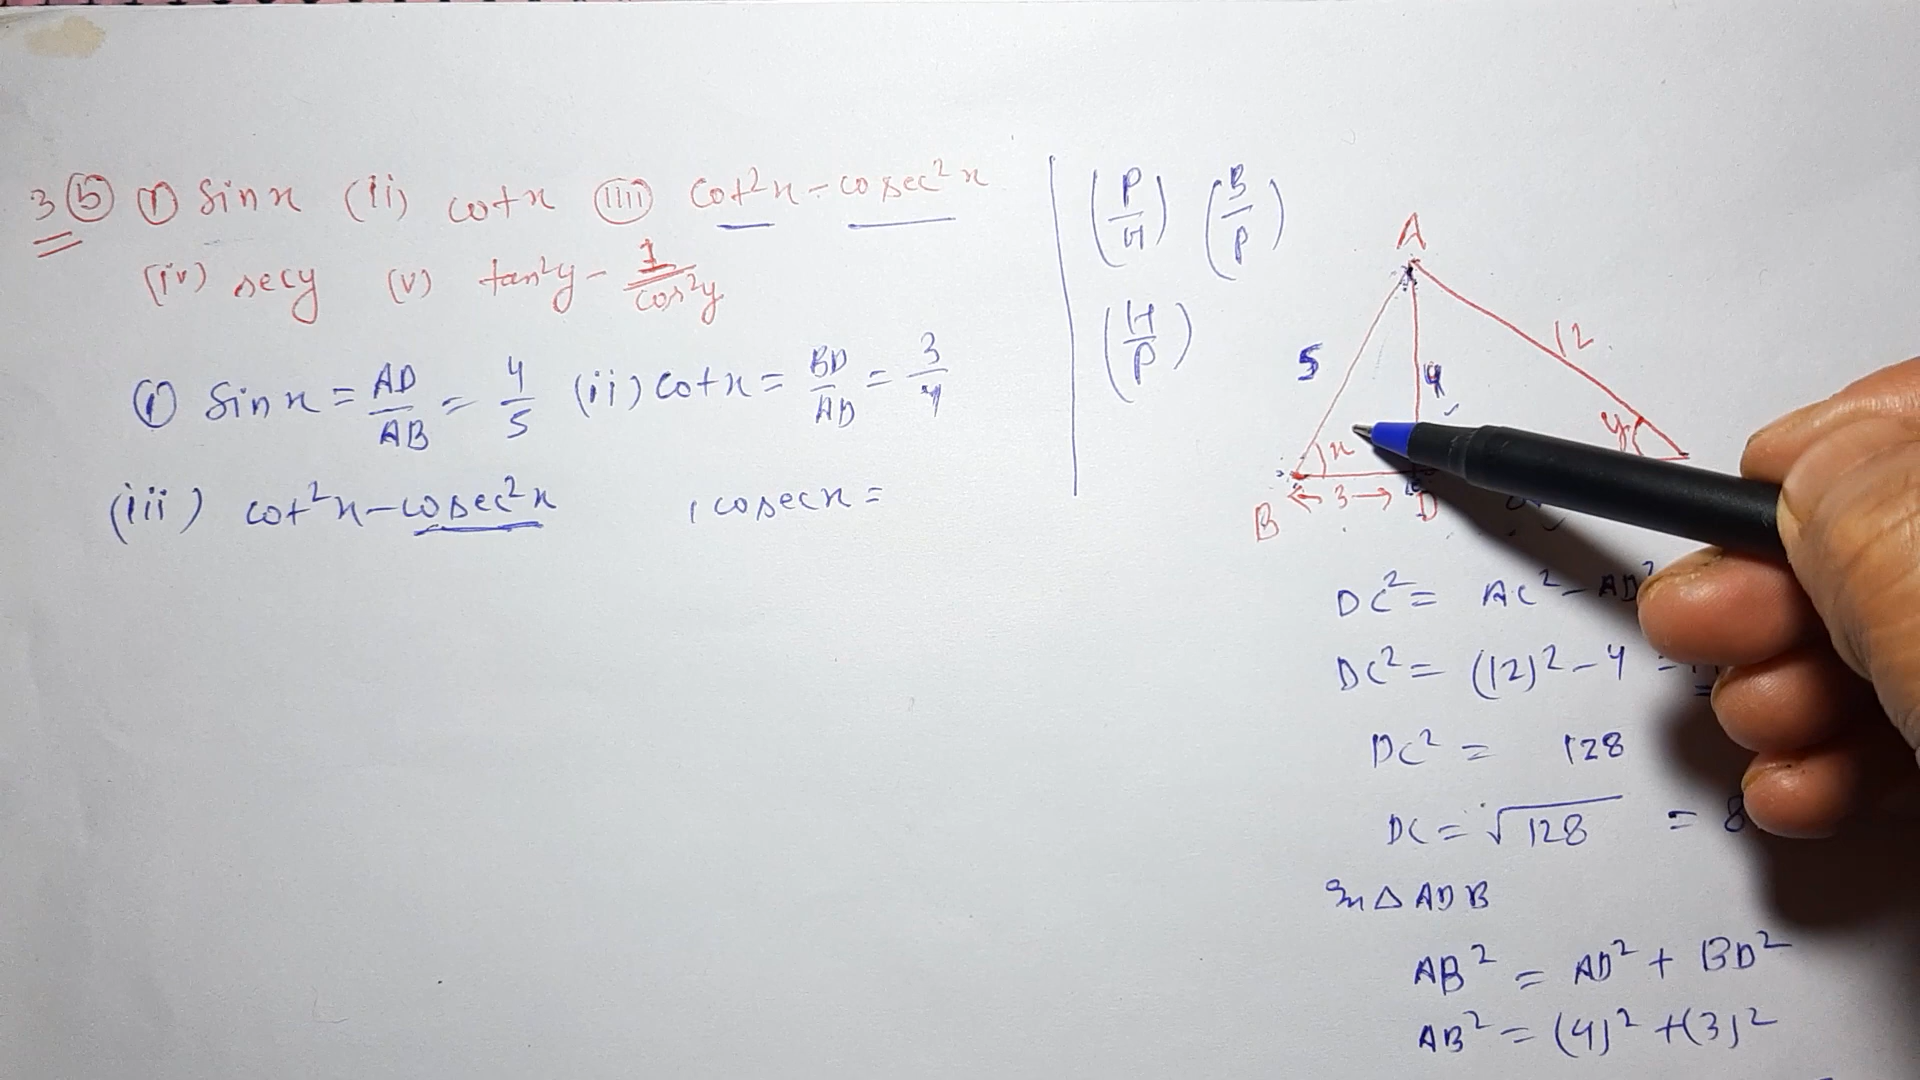 3 (5) (i) sin x (ii) cot x (iii) cot²x - cosec²x
(iv) sec y (v) tan²y - 1/cos²y
(i) sin x = AD/AB = 4/5 (ii) cot x = BD/AD = 3/4
(iii) cot²x - cosec²x , cosec x =
(P/H) (B/P)
(H/P)
A
5 4 12
x y
B 3 D
DC² = AC² - AD²
DC² = (12)² - 4 =
DC² = 128
DC = √128 = 8
In △ ADB
AB² = AD² + BD²
AB² = (4)² + (3)²